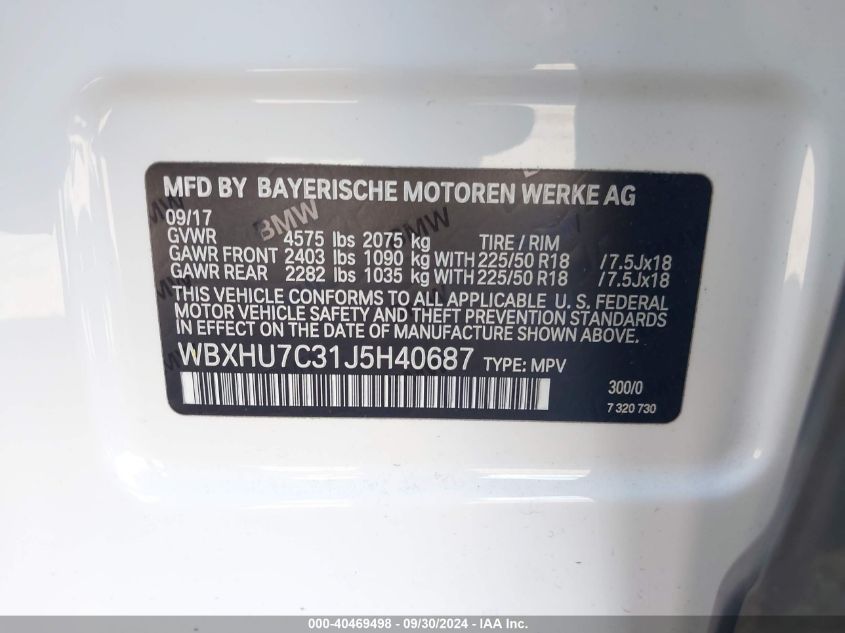 MFD BY BAYERISCHE MOTOREN WERKE AG
09/17
GVWR 4575 lbs 2075 kg TIRE / RIM
GAWR FRONT 2403 lbs 1090 kg WITH 225/50 R18 /7.5Jx18
GAWR REAR 2282 lbs 1035 kg WITH 225/50 R18 /7.5Jx18
THIS VEHICLE CONFORMS TO ALL APPLICABLE U. S. FEDERAL
MOTOR VEHICLE SAFETY AND THEFT PREVENTION STANDARDS
IN EFFECT ON THE DATE OF MANUFACTURE SHOWN ABOVE.
WBXHU7C31J5H40687 TYPE: MPV
300/0
7 320 730
000-40469498 - 09/30/2024 - IAA Inc.